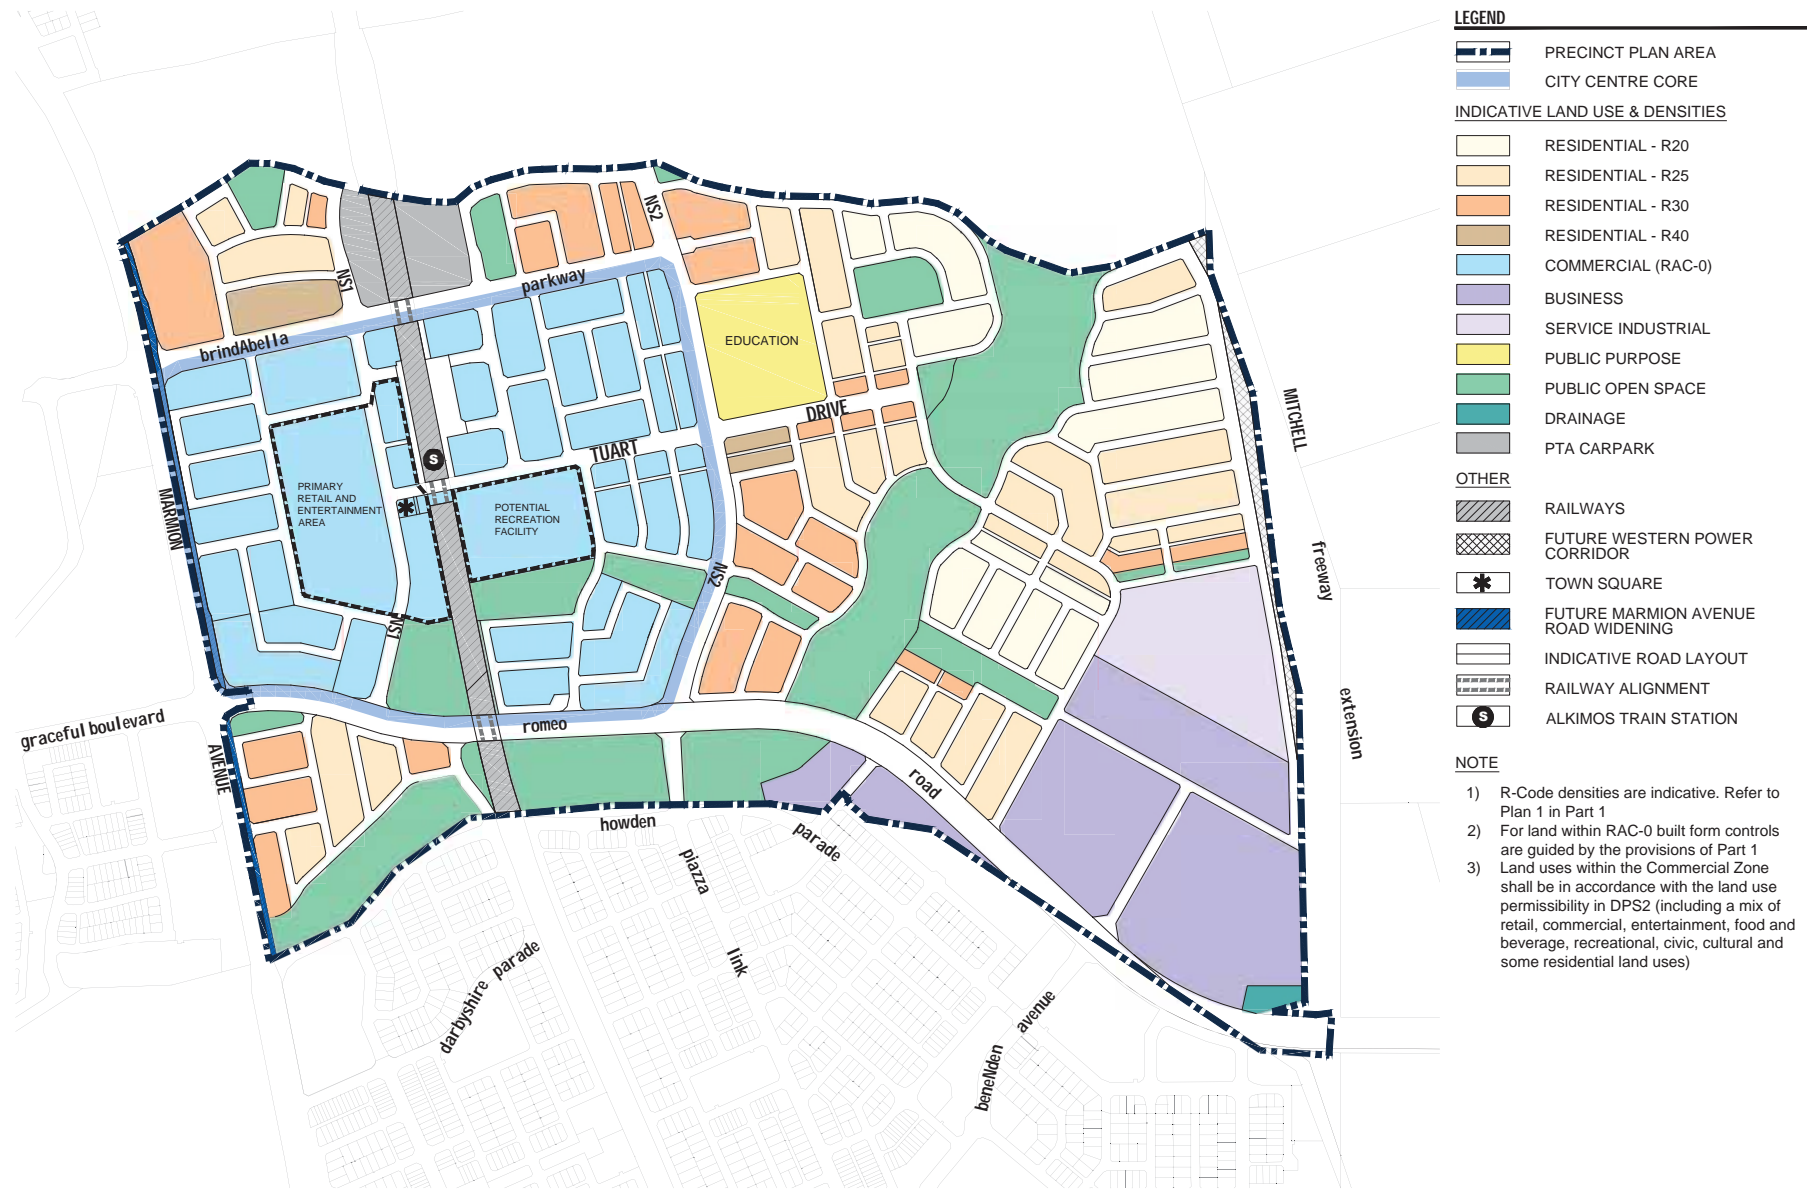 LEGEND
PRECINCT PLAN AREA
CITY CENTRE CORE
INDICATIVE LAND USE & DENSITIES
RESIDENTIAL - R20
RESIDENTIAL - R25
RESIDENTIAL - R30
RESIDENTIAL - R40
COMMERCIAL (RAC-0)
BUSINESS
SERVICE INDUSTRIAL
PUBLIC PURPOSE
PUBLIC OPEN SPACE
DRAINAGE
PTA CARPARK
OTHER
RAILWAYS
FUTURE WESTERN POWER
CORRIDOR
TOWN SQUARE
FUTURE MARMION AVENUE
ROAD WIDENING
INDICATIVE ROAD LAYOUT
RAILWAY ALIGNMENT
S
ALKIMOS TRAIN STATION
NOTE
1) R-Code densities are indicative. Refer to
Plan 1 in Part 1
2) For land within RAC-0 built form controls
are guided by the provisions of Part 1
3) Land uses within the Commercial Zone
shall be in accordance with the land use
permissibility in DPS2 (including a mix of
retail, commercial, entertainment, food and
beverage, recreational, civic, cultural and
some residential land uses)
NS2
NS1
parkway
brindAbella
EDUCATION
DRIVE
TUART
MITCHELL
freeway
extension
S
PRIMARY
RETAIL AND
ENTERTAINMENT
AREA
POTENTIAL
RECREATION
FACILITY
MARMION
NS2
NS1
graceful boulevard
AVENUE
romeo
road
howden
parade
piazza
link
darbyshire parade
beneNden avenue